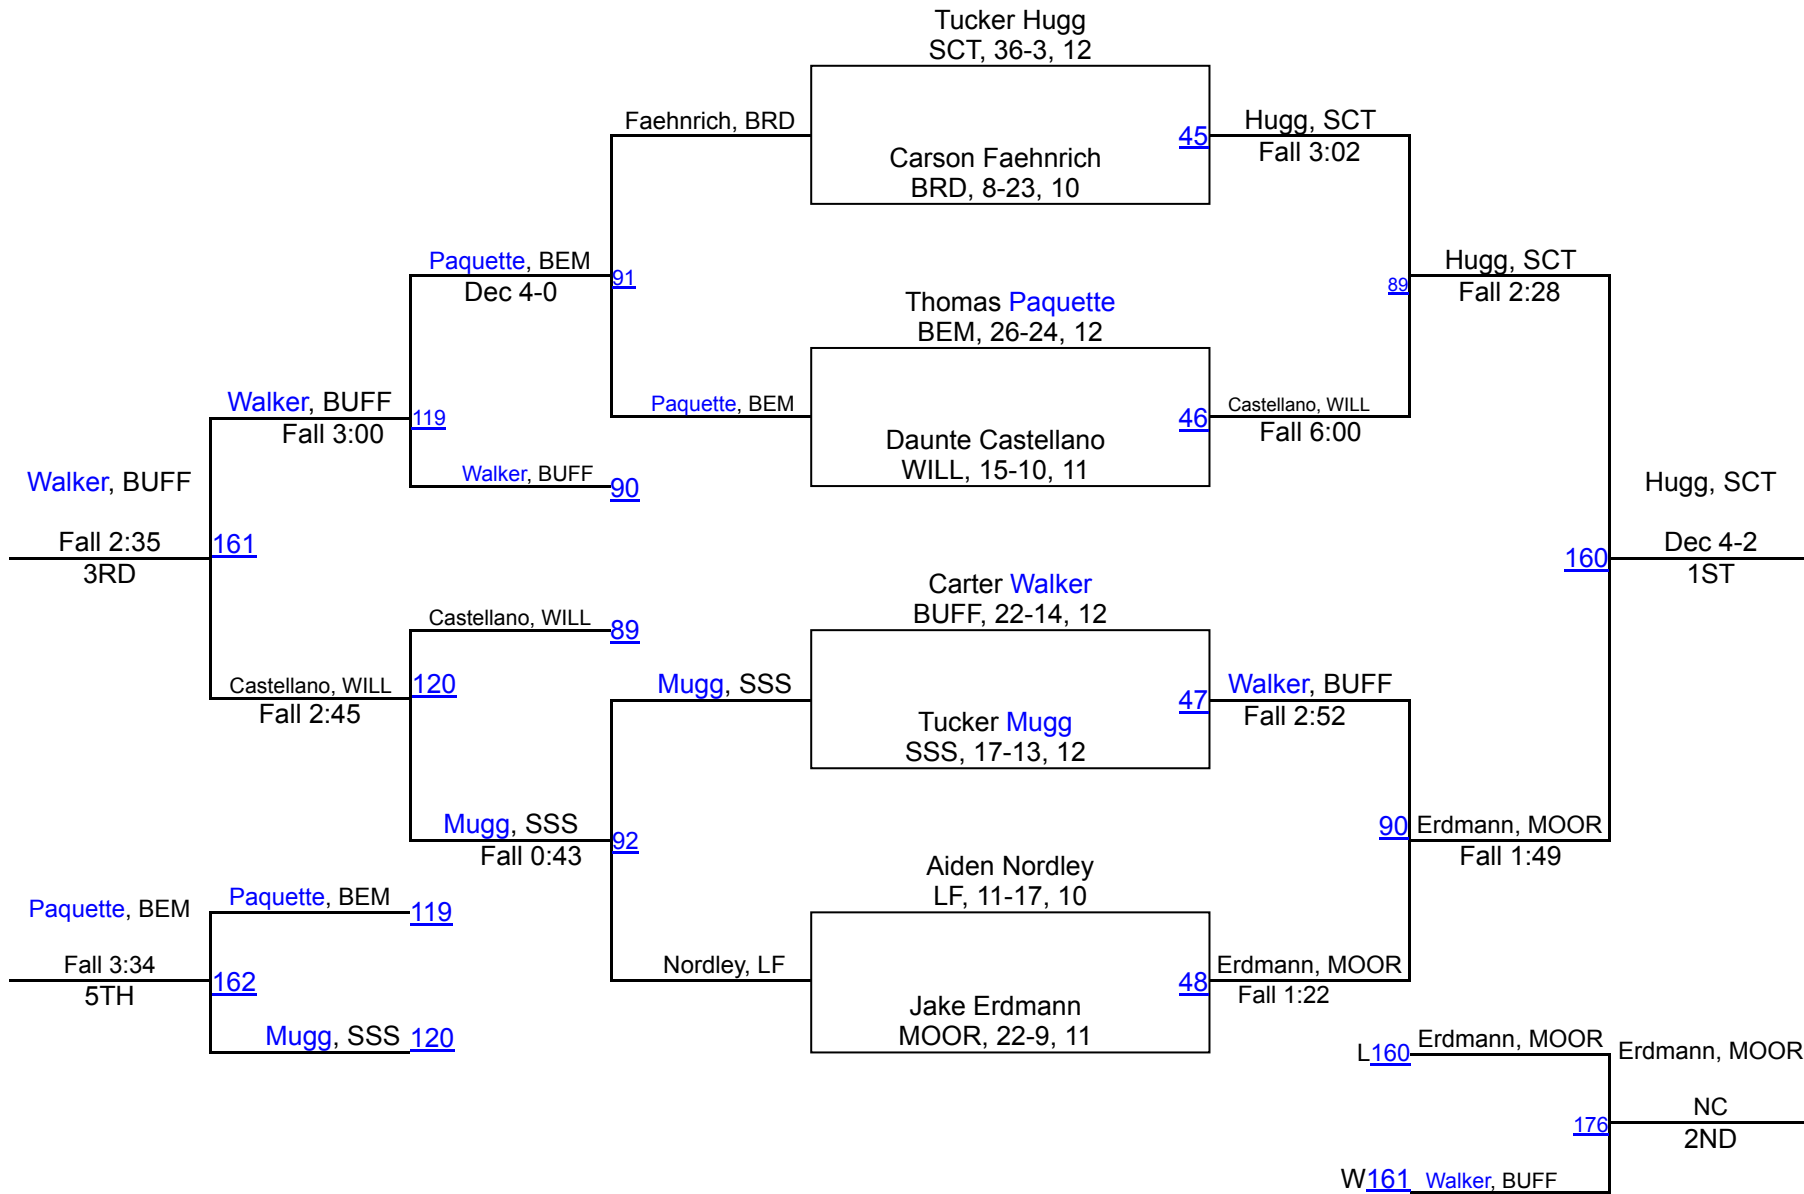 Tucker Hugg
SCT, 36-3, 12
Faehnrich, BRD
45
Hugg, SCT
Fall 3:02
Carson Faehnrich
BRD, 8-23, 10
Paquette, BEM
Dec 4-0
91
Thomas Paquette
BEM, 26-24, 12
89
Hugg, SCT
Fall 2:28
Walker, BUFF
Fall 3:00
119
Paquette, BEM
46
Castellano, WILL
Fall 6:00
Daunte Castellano
WILL, 15-10, 11
Walker, BUFF
90
Walker, BUFF
Fall 2:35
3RD
161
Hugg, SCT
160
Dec 4-2
1ST
Carter Walker
BUFF, 22-14, 12
Castellano, WILL
89
Castellano, WILL
Fall 2:45
120
Mugg, SSS
47
Walker, BUFF
Fall 2:52
Tucker Mugg
SSS, 17-13, 12
Mugg, SSS
Fall 0:43
92
90
Erdmann, MOOR
Fall 1:49
Aiden Nordley
LF, 11-17, 10
Paquette, BEM
Paquette, BEM
119
Fall 3:34
5TH
162
Nordley, LF
48
Erdmann, MOOR
Fall 1:22
Jake Erdmann
MOOR, 22-9, 11
Mugg, SSS
120
L160
Erdmann, MOOR
Erdmann, MOOR
176
NC
2ND
W161
Walker, BUFF